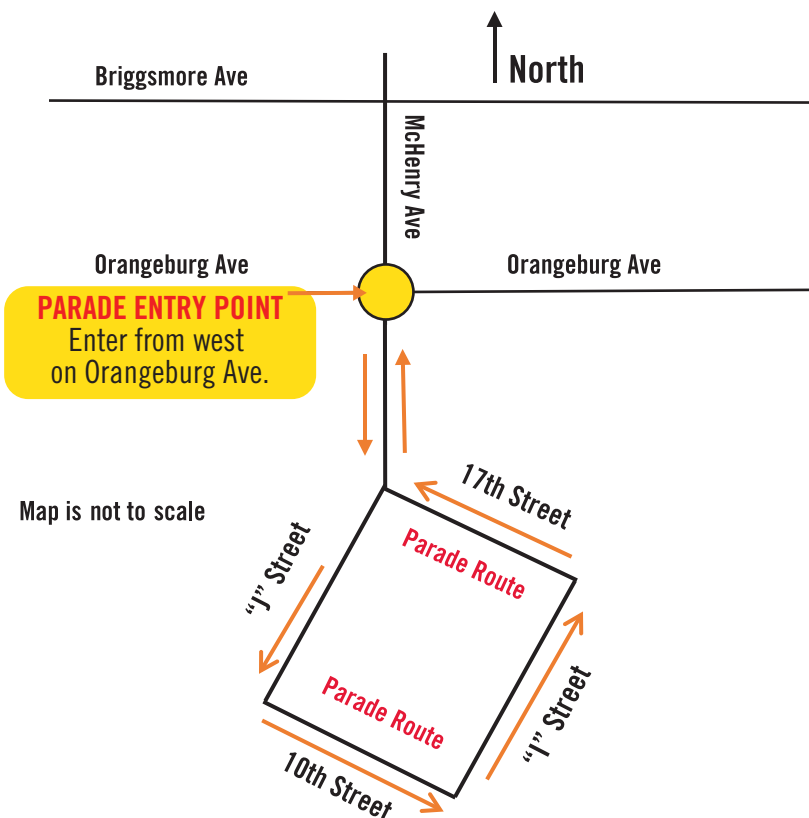 North
Briggsmore Ave
McHenry Ave
Orangeburg Ave
Orangeburg Ave
PARADE ENTRY POINT
Enter from west
on Orangeburg Ave.
Map is not to scale
17th Street
Parade Route
"J" Street
Parade Route
"I" Street
10th Street